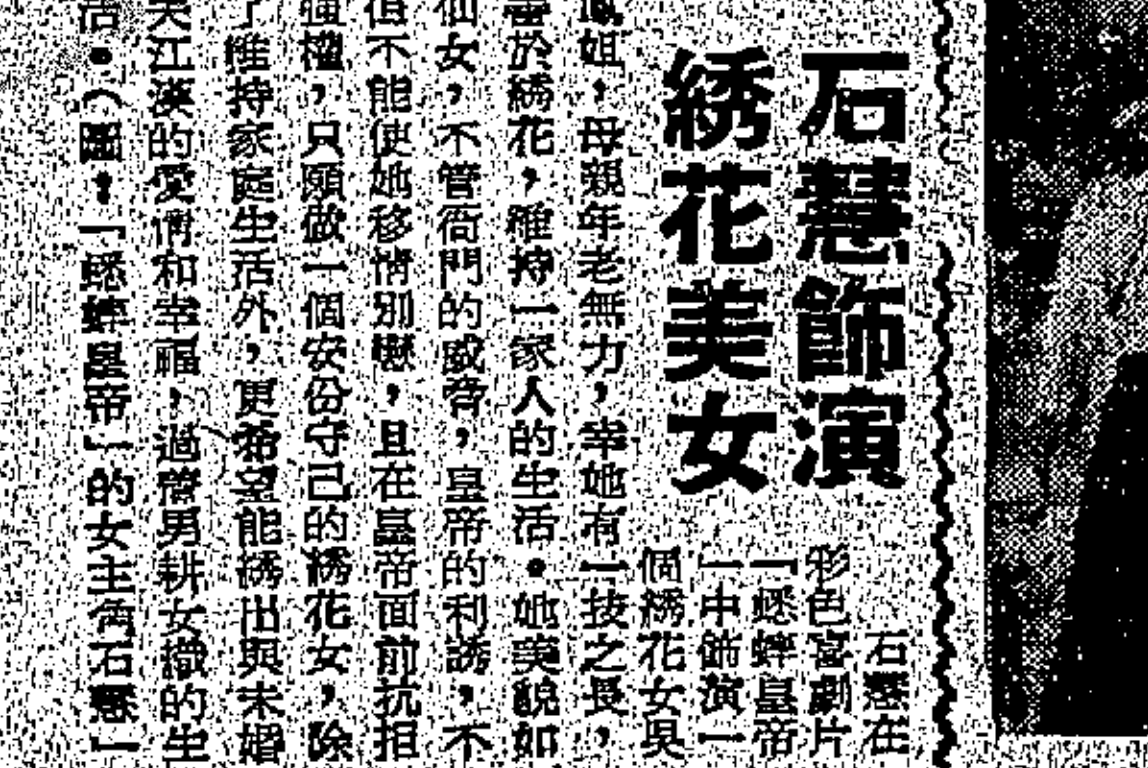 石慧飾演
綉花美女
石慧在
彩色喜劇片
「蟋蟀皇帝
」中飾演一
個綉花女吳
鳳姐，母親年老無力，幸她有一技之長，
善於綉花，維持一家人的生活。她美貌如
仙女，不管衙門的威脅，皇帝的利誘，不
但不能使她移情別戀，且在皇帝面前抗拒
強權，只願做一個安份守己的綉花女，除
了維持家庭生活外，更希望能綉出與未婚
夫江漢的愛情和幸福，過管男耕女織的生
活。（圖：「蟋蟀皇帝」的女主角石慧）